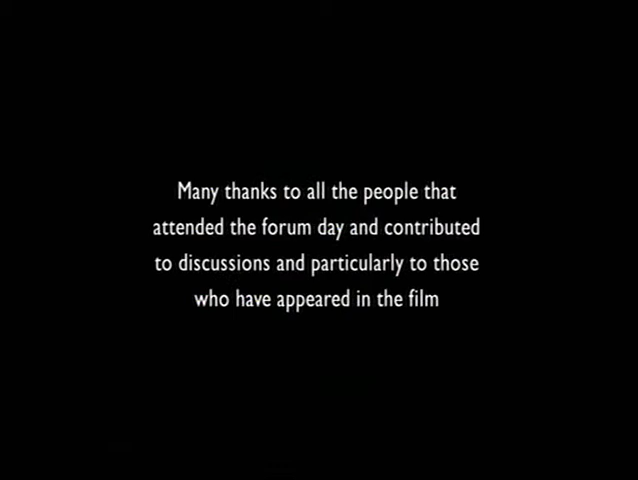 Many thanks to all the people that
attended the forum day and contributed
to discussions and particularly to those
who have appeared in the film